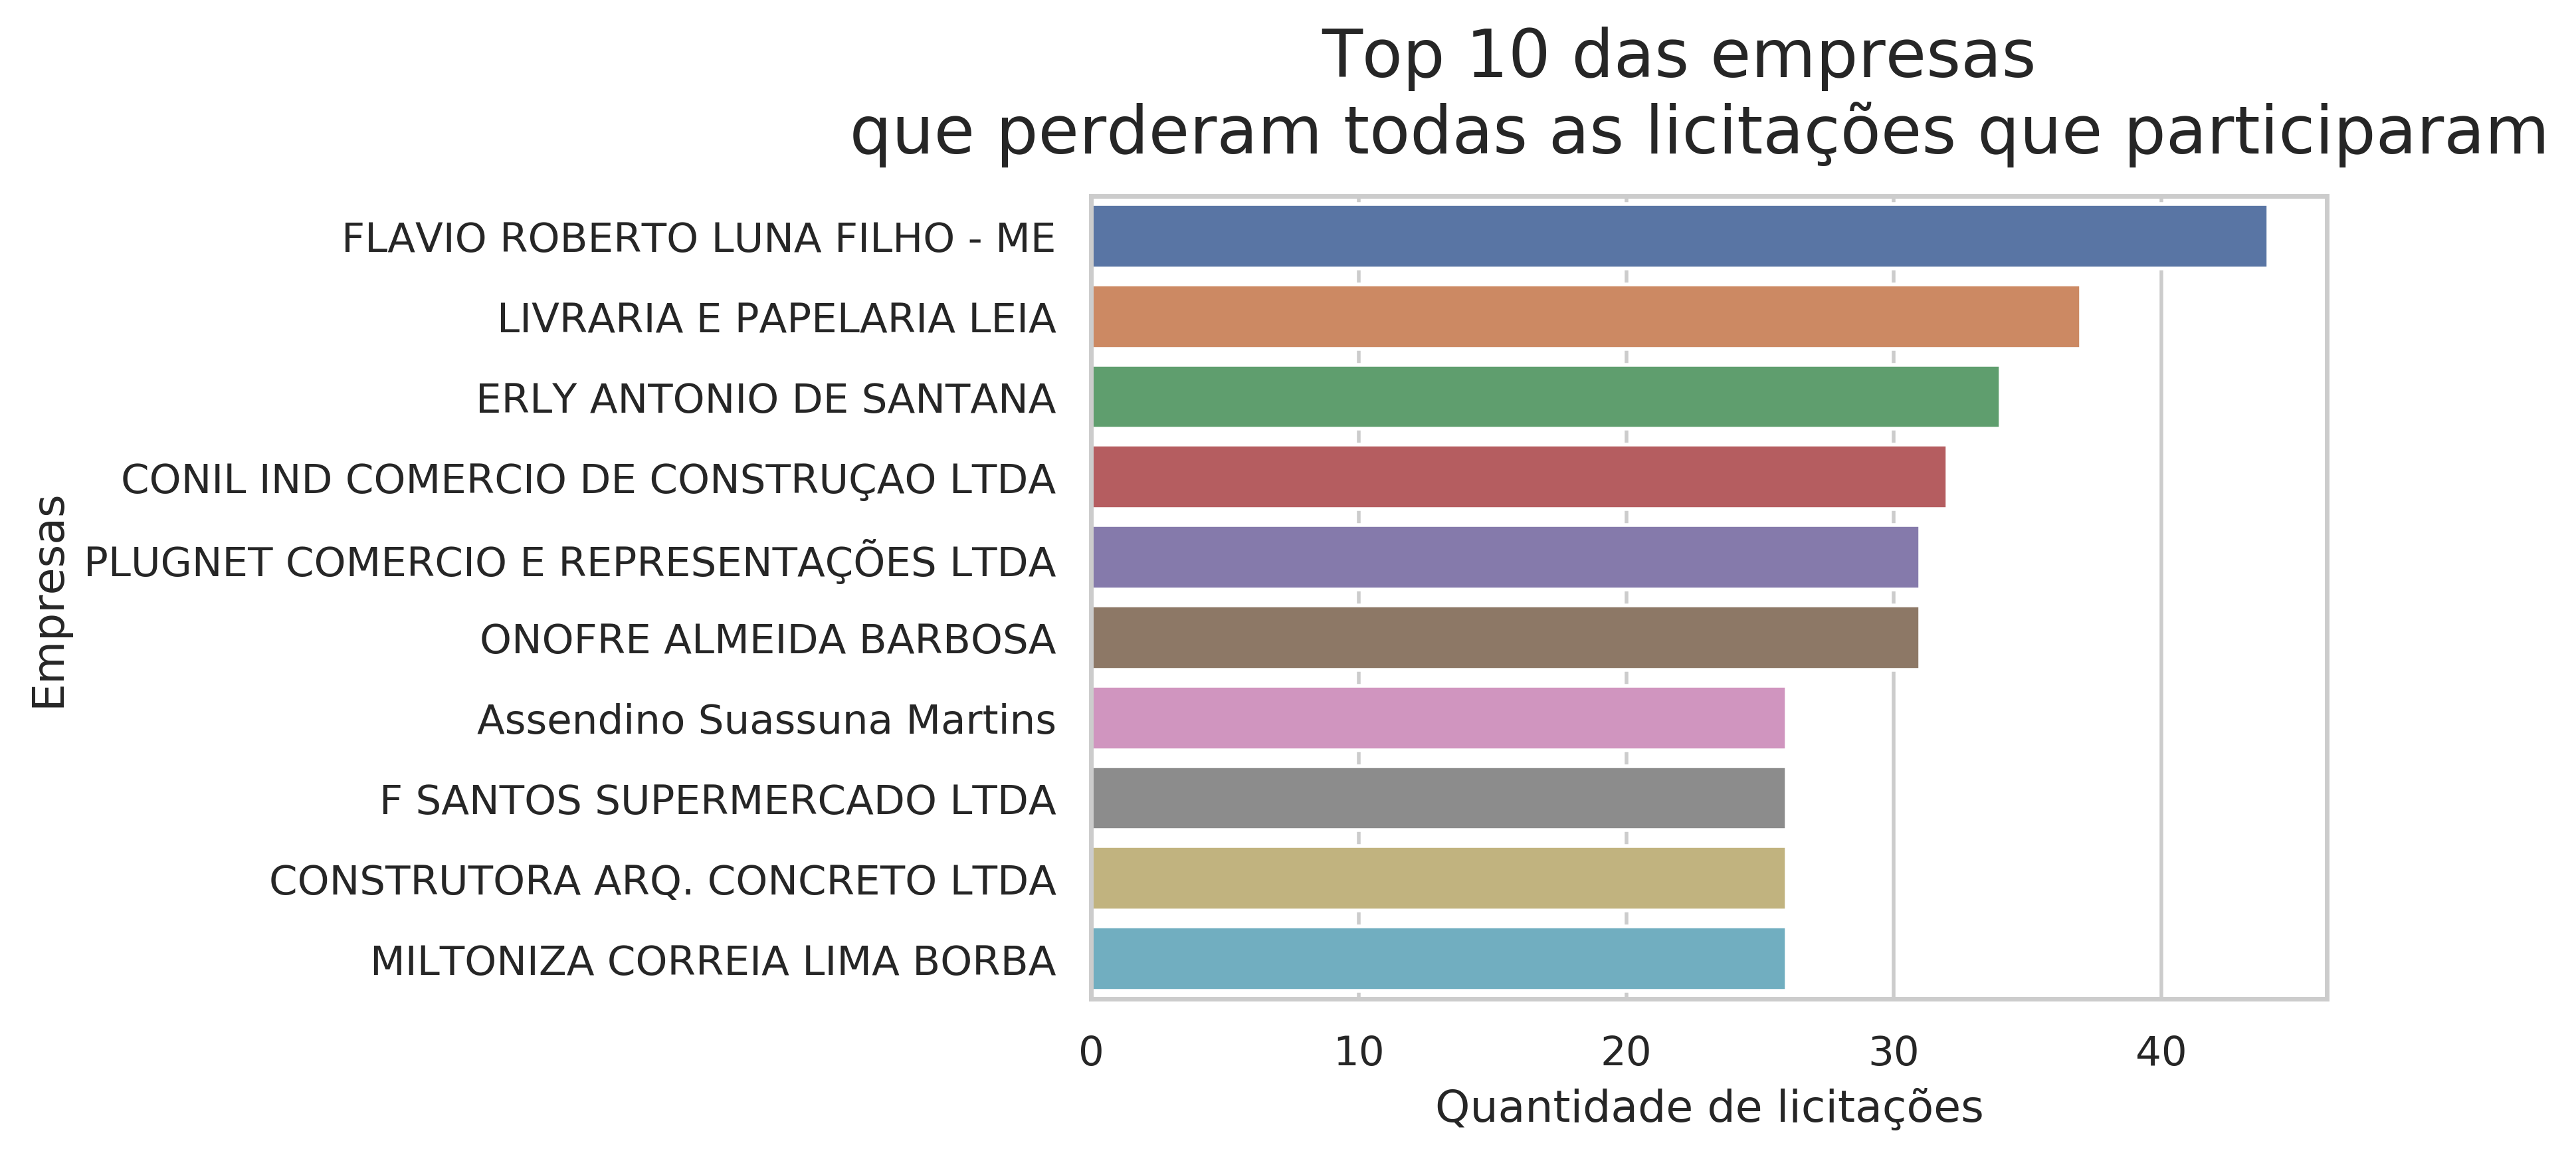 Top 10 das empresas
que perderam todas as licitações que participaram
Empresas
FLAVIO ROBERTO LUNA FILHO - ME
LIVRARIA E PAPELARIA LEIA
ERLY ANTONIO DE SANTANA
CONIL IND COMERCIO DE CONSTRUÇAO LTDA
PLUGNET COMERCIO E REPRESENTAÇÕES LTDA
ONOFRE ALMEIDA BARBOSA
Assendino Suassuna Martins
F SANTOS SUPERMERCADO LTDA
CONSTRUTORA ARQ. CONCRETO LTDA
MILTONIZA CORREIA LIMA BORBA
0 10 20 30 40
Quantidade de licitações